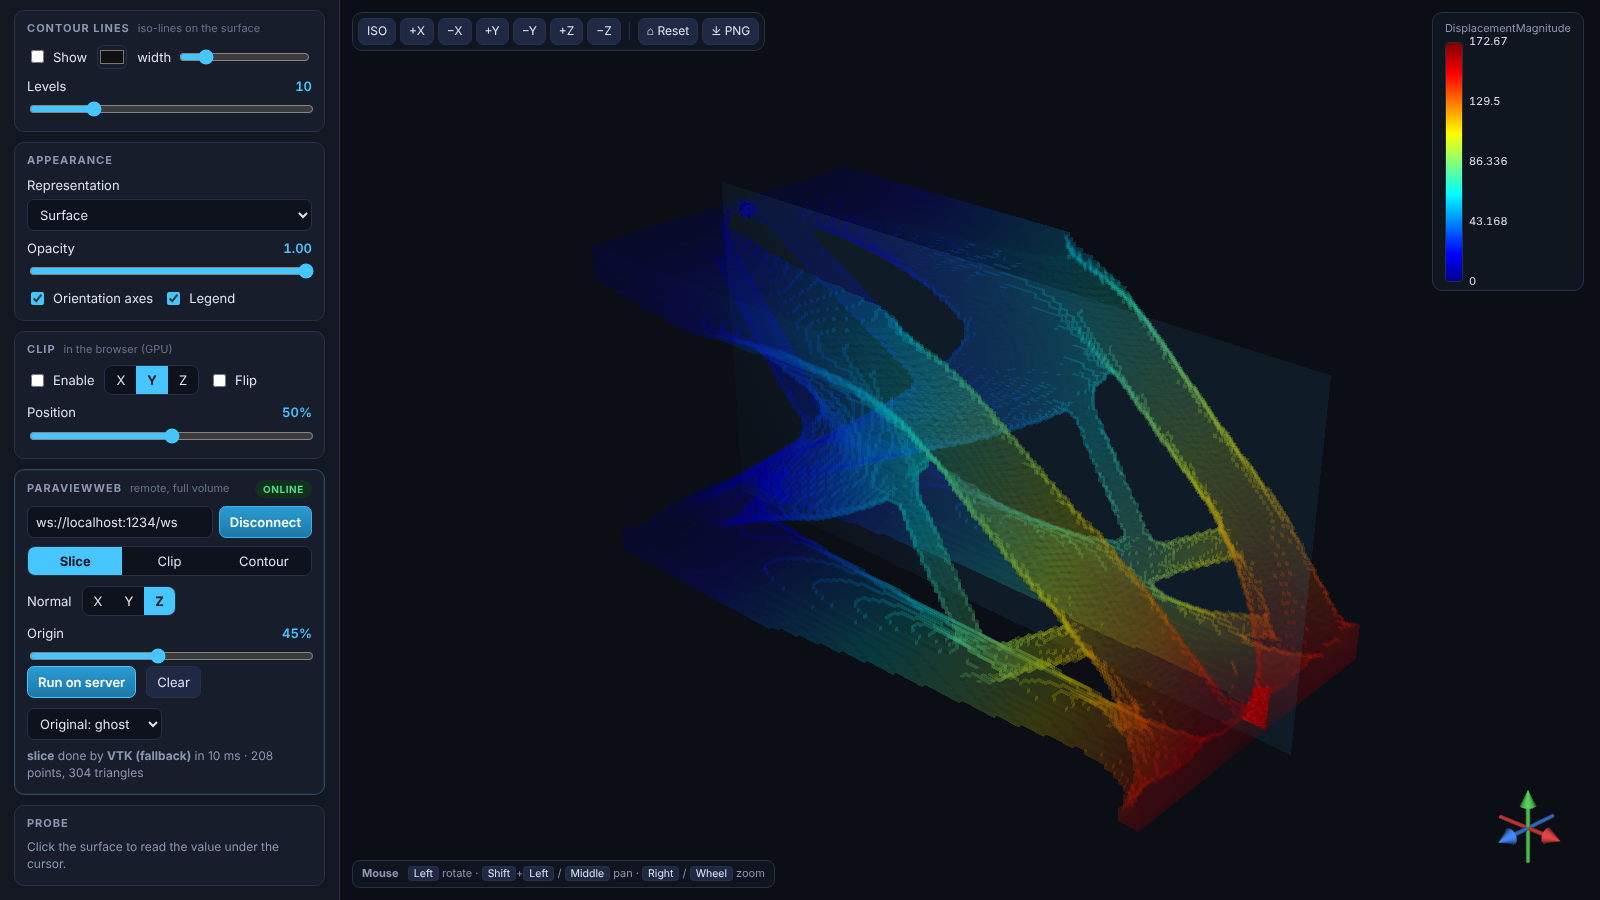 CONTOUR LINES iso-lines on the surface
Show width
Levels 10
APPEARANCE
Representation
Surface
Opacity 1.00
Orientation axes Legend
CLIP in the browser (GPU)
Enable X Y Z Flip
Position 50%
PARAVIEWWEB remote, full volume ONLINE
ws://localhost:1234/ws Disconnect
Slice Clip Contour
Normal X Y Z
Origin 45%
Run on server Clear
Original: ghost
slice done by VTK (fallback) in 10 ms · 208
points, 304 triangles
PROBE
Click the surface to read the value under the
cursor.
ISO +X −X +Y −Y +Z −Z ⌂ Reset ⤓ PNG
DisplacementMagnitude
172.67
129.5
86.336
43.168
0
Mouse Left rotate · Shift+Left / Middle pan · Right / Wheel zoom